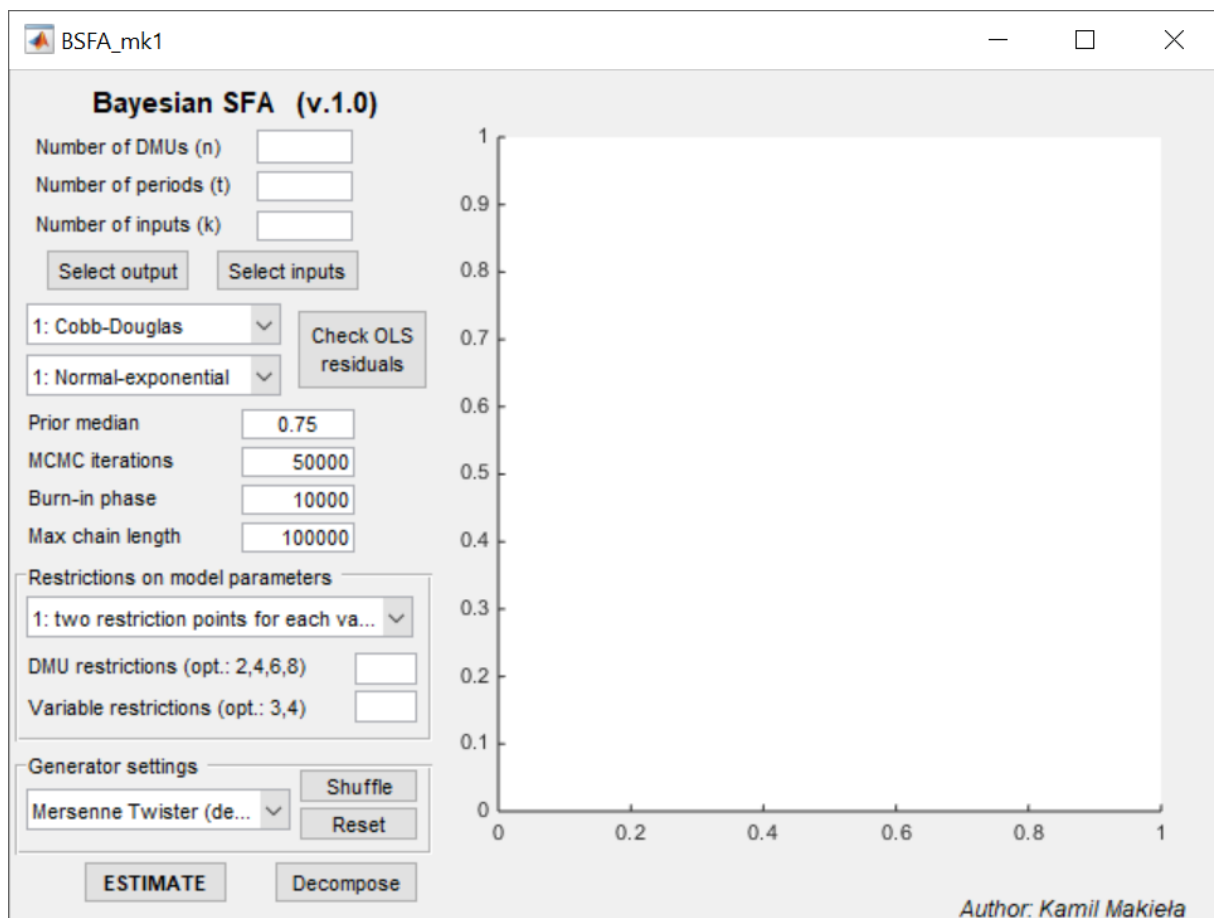 BSFA_mk1
Bayesian SFA (v.1.0)
Number of DMUs (n)
Number of periods (t)
Number of inputs (k)
Select output Select inputs
1: Cobb-Douglas
Check OLS residuals
1: Normal-exponential
Prior median 0.75
MCMC iterations 50000
Burn-in phase 10000
Max chain length 100000
Restrictions on model parameters
1: two restriction points for each va...
DMU restrictions (opt.: 2,4,6,8)
Variable restrictions (opt.: 3,4)
Generator settings
Mersenne Twister (de...
Shuffle
Reset
ESTIMATE Decompose
1
0.9
0.8
0.7
0.6
0.5
0.4
0.3
0.2
0.1
0
0 0.2 0.4 0.6 0.8 1
Author: Kamil Makieła